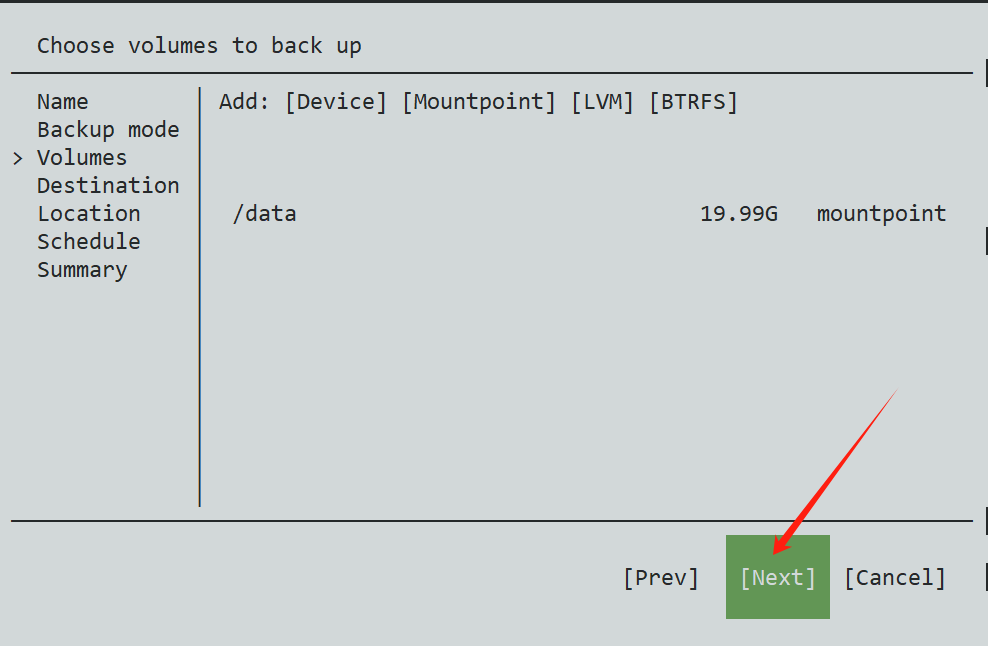 Choose volumes to back up
Name
Backup mode
> Volumes
Destination
Location
Schedule
Summary
Add: [Device] [Mountpoint] [LVM] [BTRFS]
/data 19.99G mountpoint
[Prev] [Next] [Cancel]